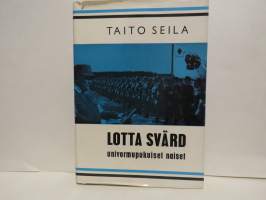 TAITO SEILA
LOTTA SVÄRD
univormupukuiset naiset